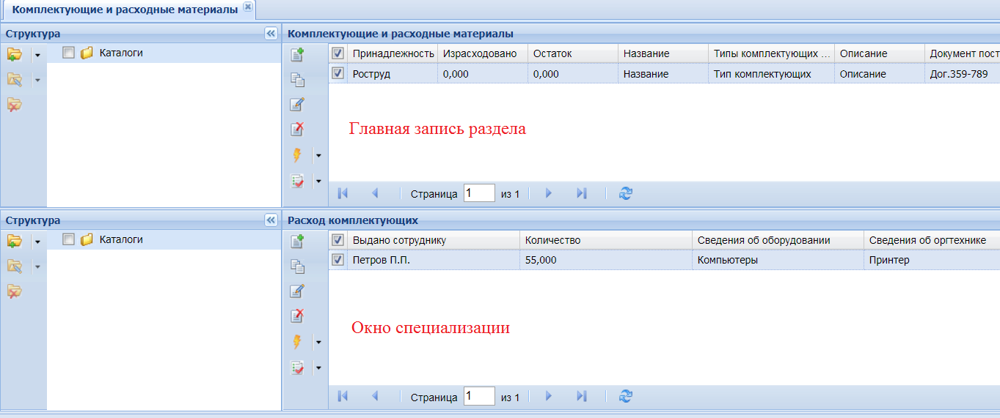 Комплектующие и расходные материалы
Структура
Каталоги
Комплектующие и расходные материалы
Принадлежность Израсходовано Остаток Название Типы комплектующих ... Описание Документ пост
Роструд 0,000 0,000 Название Тип комплектующих Описание Дог.359-789
Главная запись раздела
Страница 1 из 1
Структура
Каталоги
Расход комплектующих
Выдано сотруднику Количество Сведения об оборудовании Сведения об оргтехнике
Петров П.П. 55,000 Компьютеры Принтер
Окно специализации
Страница 1 из 1